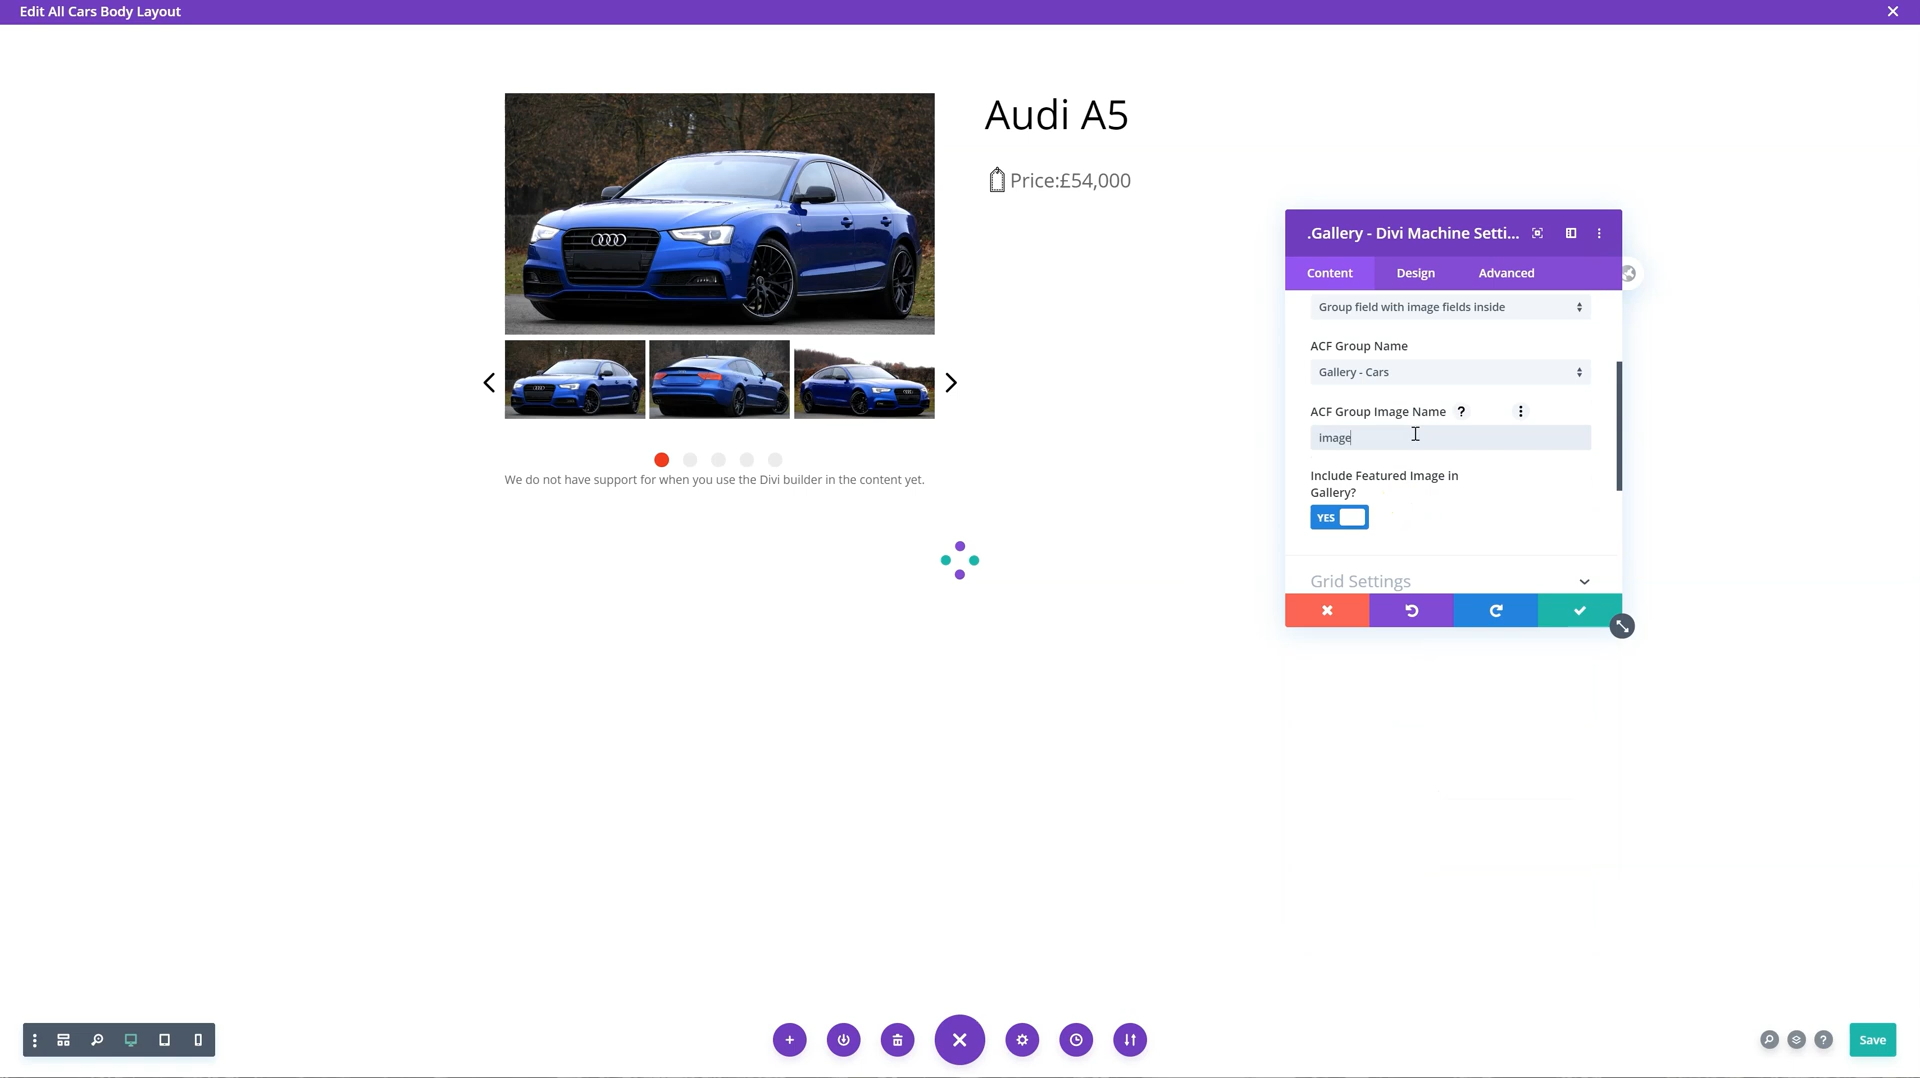 Edit All Cars Body Layout
Audi A5
Price:£54,000
We do not have support for when you use the Divi builder in the content yet.
.Gallery - Divi Machine Setti...
Content Design Advanced
Group field with image fields inside
ACF Group Name
Gallery - Cars
ACF Group Image Name ?
image
Include Featured Image in
Gallery?
YES
Grid Settings
Save